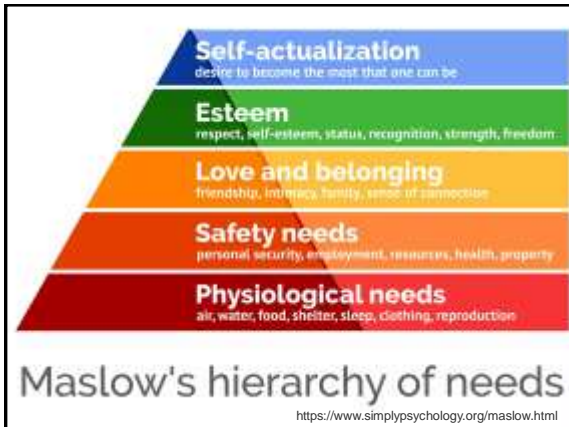 Self-actualization
desire to become the most that one can be
Esteem
respect, self-esteem, status, recognition, strength, freedom
Love and belonging
friendship, intimacy, family, sense of connection
Safety needs
personal security, employment, resources, health, property
Physiological needs
air, water, food, shelter, sleep, clothing, reproduction
Maslow's hierarchy of needs
https://www.simplypsychology.org/maslow.html